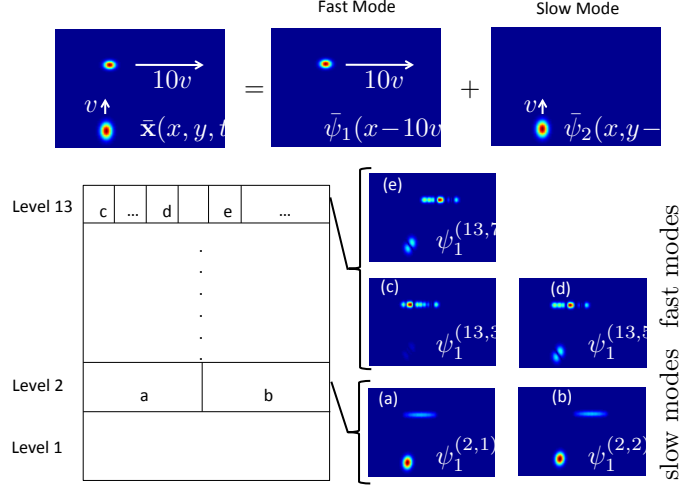 Fast Mode
Slow Mode
10v
v
x̄(x, y, t
=
10v
ψ̄₁(x−10v
+
v
ψ̄₂(x,y−
Level 13
c
...
d
e
...
Level 2
a
b
Level 1
(e)
ψ₁^(13,7
(c)
ψ₁^(13,3
(d)
ψ₁^(13,5
(a)
ψ₁^(2,1)
(b)
ψ₁^(2,2)
fast modes
slow modes